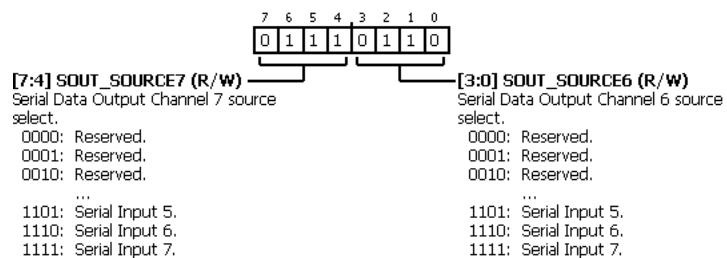 7 6 5 4 3 2 1 0
0 1 1 1 0 1 1 0
[7:4] SOUT_SOURCE7 (R/W)
Serial Data Output Channel 7 source
select.
0000: Reserved.
0001: Reserved.
0010: Reserved.
...
1101: Serial Input 5.
1110: Serial Input 6.
1111: Serial Input 7.
[3:0] SOUT_SOURCE6 (R/W)
Serial Data Output Channel 6 source
select.
0000: Reserved.
0001: Reserved.
0010: Reserved.
...
1101: Serial Input 5.
1110: Serial Input 6.
1111: Serial Input 7.